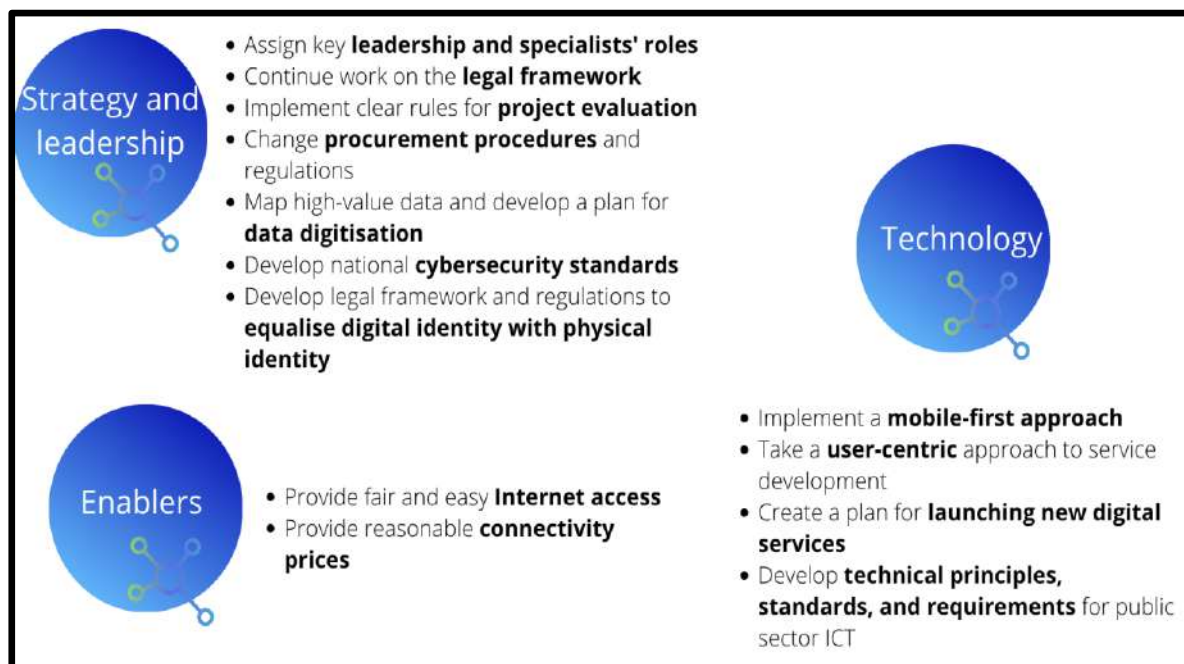 Strategy and
leadership
• Assign key leadership and specialists' roles
• Continue work on the legal framework
• Implement clear rules for project evaluation
• Change procurement procedures and
regulations
• Map high-value data and develop a plan for
data digitisation
• Develop national cybersecurity standards
• Develop legal framework and regulations to
equalise digital identity with physical
identity
Technology
• Implement a mobile-first approach
• Take a user-centric approach to service
development
• Create a plan for launching new digital
services
• Develop technical principles,
standards, and requirements for public
sector ICT
Enablers
• Provide fair and easy Internet access
• Provide reasonable connectivity
prices